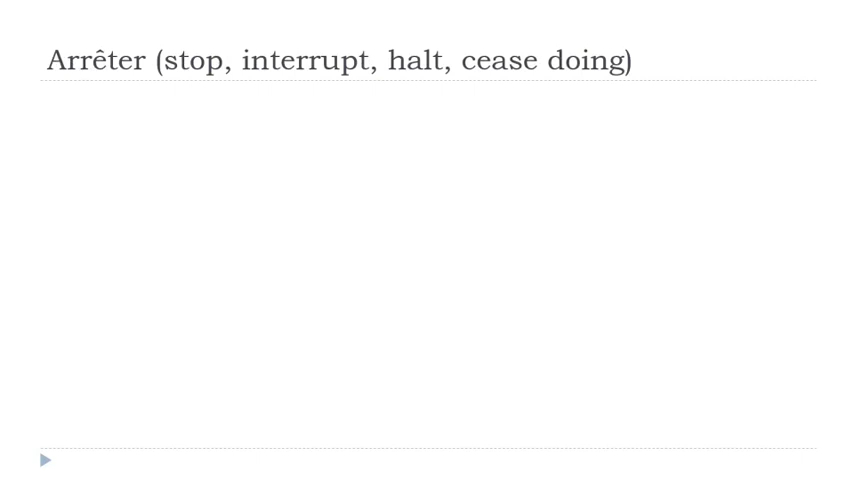 Arrêter (stop, interrupt, halt, cease doing)